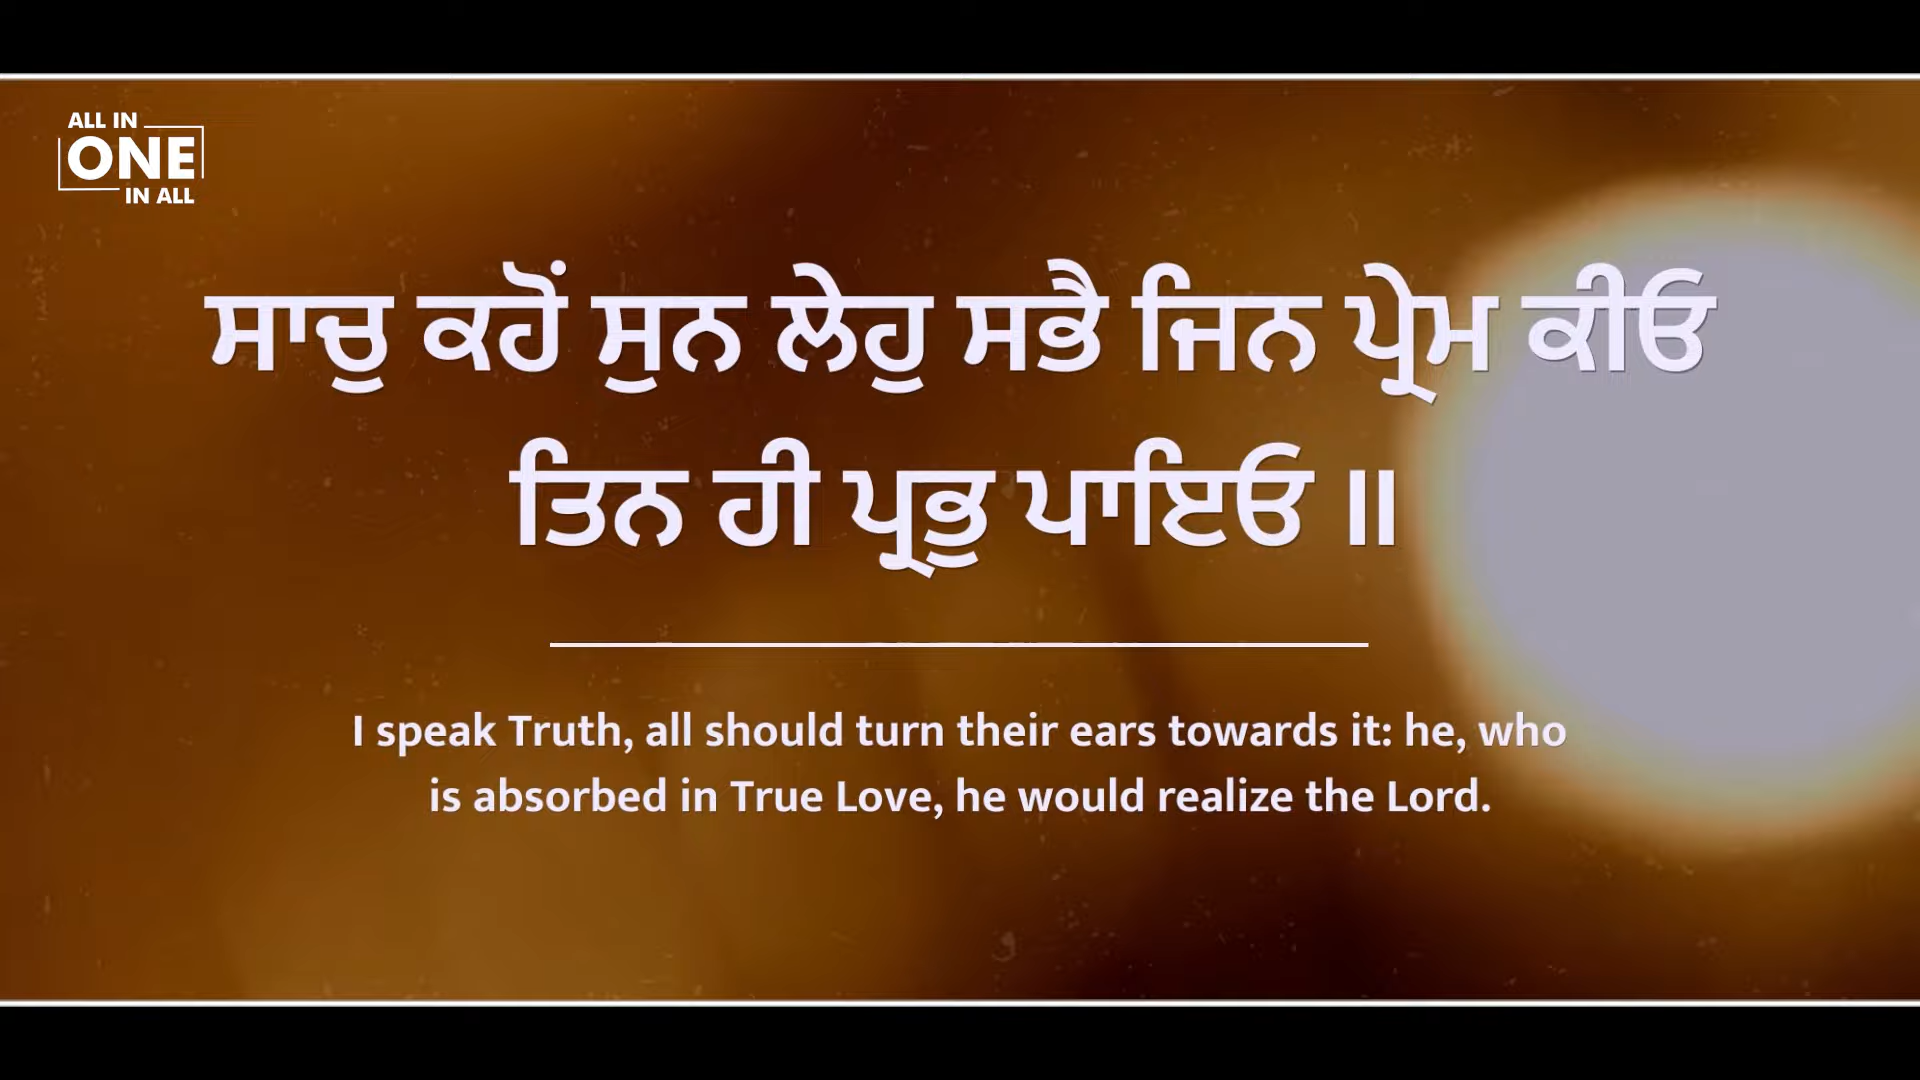 ALL IN
ONE
IN ALL
ਸਾਚੁ ਕਹੋਂ ਸੁਨ ਲੇਹੁ ਸਭੈ ਜਿਨ ਪ੍ਰੇਮ ਕੀਓ
ਤਿਨ ਹੀ ਪ੍ਰਭੁ ਪਾਇਓ ॥
I speak Truth, all should turn their ears towards it: he, who
is absorbed in True Love, he would realize the Lord.